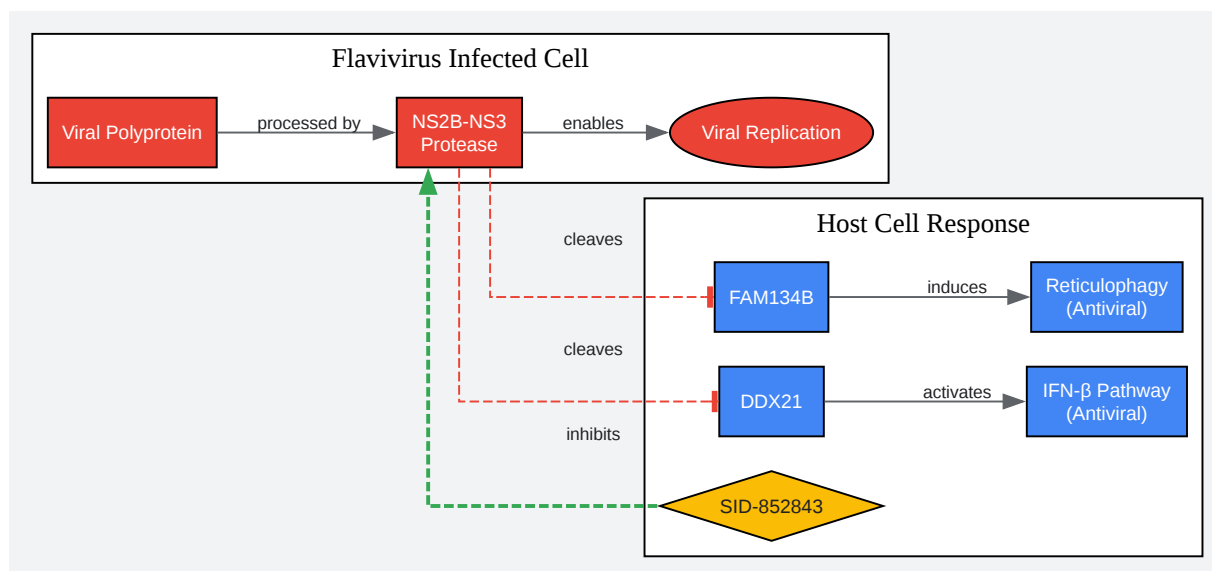 Flavivirus Infected Cell
Viral Polyprotein
processed by
NS2B-NS3
Protease
enables
Viral Replication
Host Cell Response
cleaves
FAM134B
induces
Reticulophagy
(Antiviral)
cleaves
DDX21
activates
IFN-β Pathway
(Antiviral)
inhibits
SID-852843